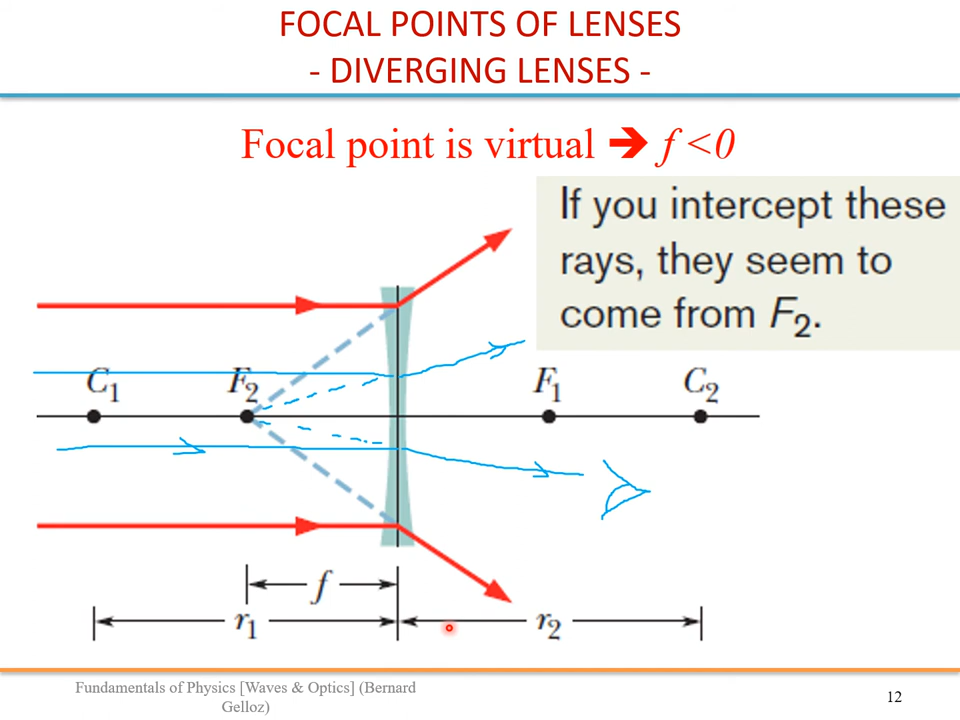 FOCAL POINTS OF LENSES
- DIVERGING LENSES -
Focal point is virtual ➔ f <0
If you intercept these
rays, they seem to
come from F₂.
C₁ F₂ F₁ C₂
f
r₁ r₂
Fundamentals of Physics [Waves & Optics] (Bernard
Gelloz)
12